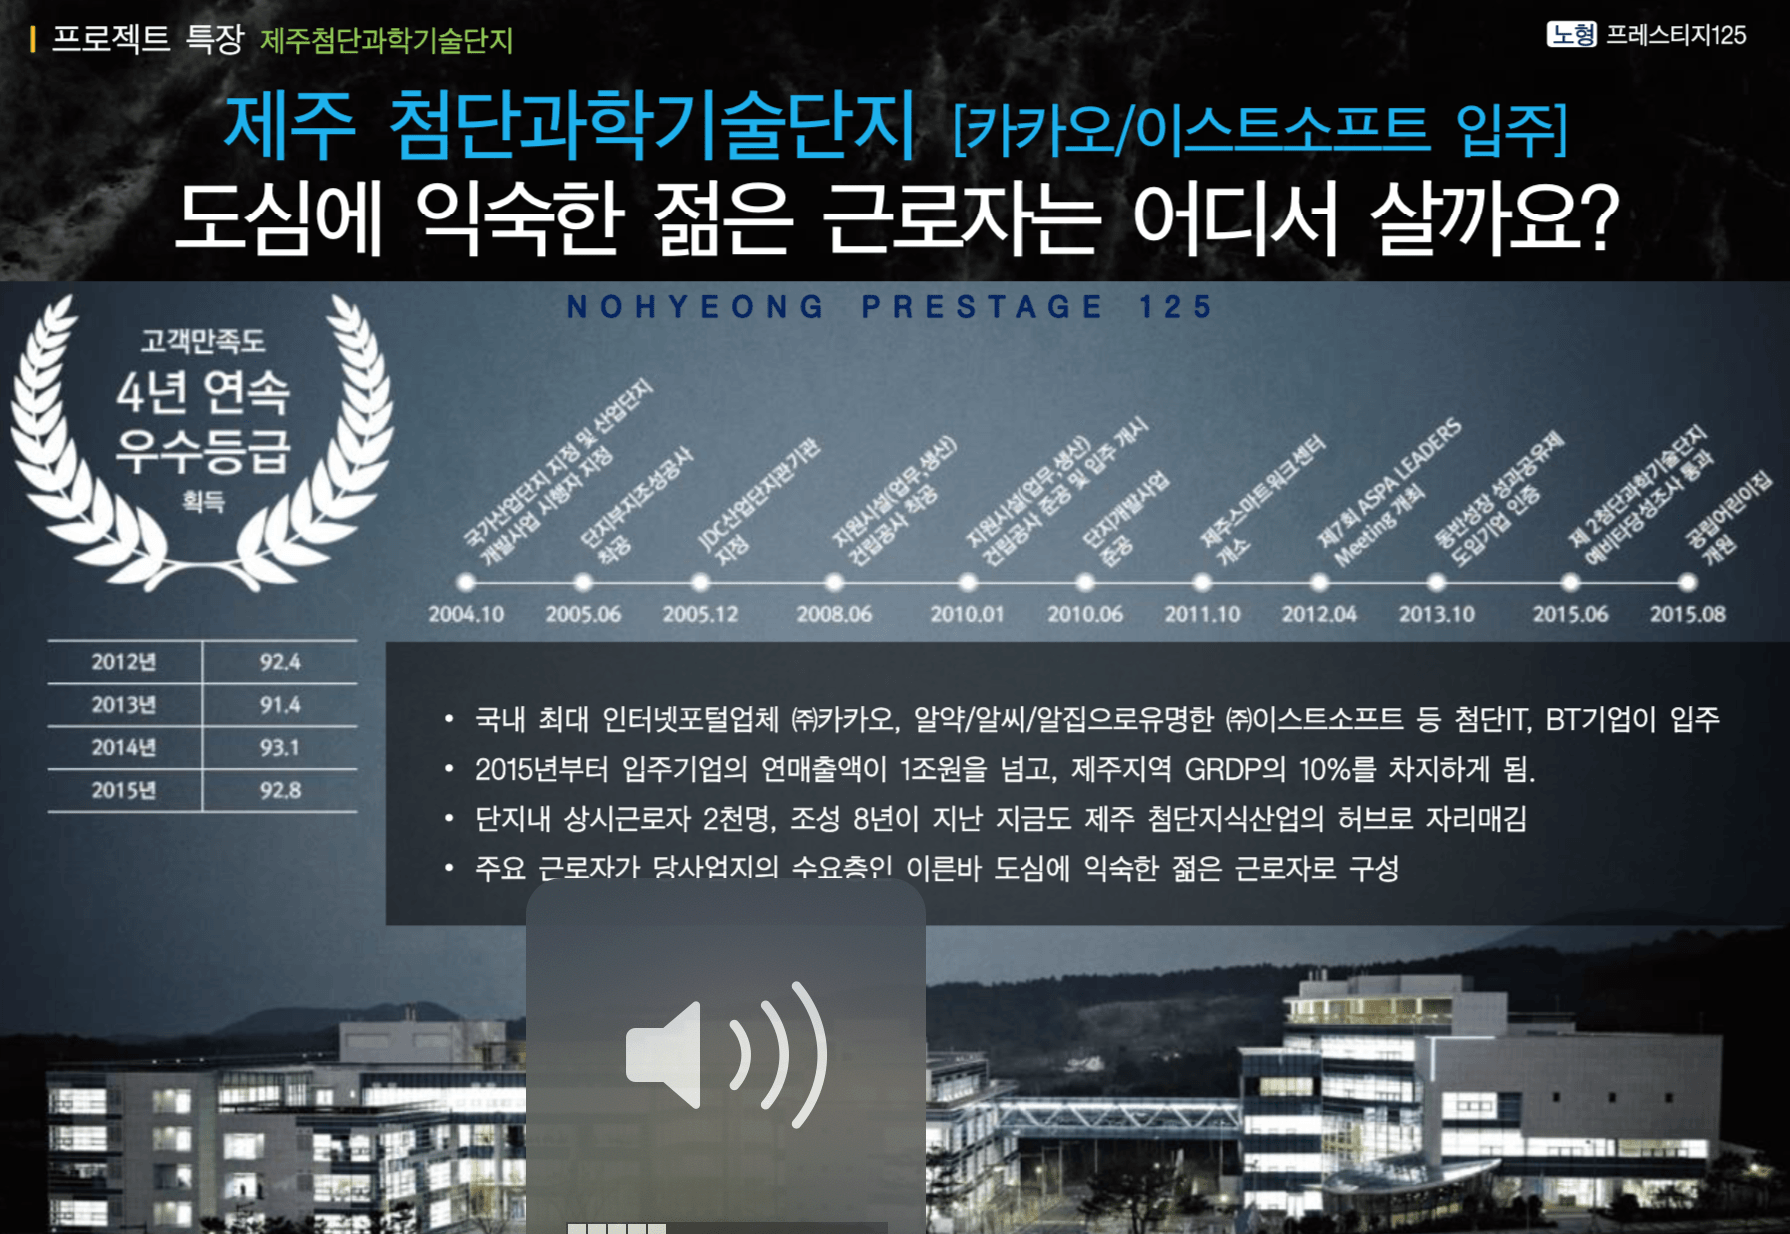 프로젝트 특장 제주첨단과학기술단지
노형 프레스티지125
제주 첨단과학기술단지 [카카오/이스트소프트 입주]
도심에 익숙한 젊은 근로자는 어디서 살까요?
NOHYEONG PRESTAGE 125
고객만족도
4년 연속
우수등급
획득
국가산업단지 지정 및 산업단지
개발사업 시행자 지정
단지부지조성공사
착공
JDC산업단지관기관
지정
지원시설(업무,생산)
건립공사 착공
지원시설(업무,생산)
건립공사 준공 및 입주 개시
단지개발사업
준공
제주스마트워크센터
개소
제7회 ASPA LEADERS
Meeting 개최
동반성장 성과공유제
도입기업 인증
제 2첨단과학기술단지
예비타당성조사 통과
공립어린이집
개원
2004.10 2005.06 2005.12 2008.06 2010.01 2010.06 2011.10 2012.04 2013.10 2015.06 2015.08
2012년 92.4
2013년 91.4
2014년 93.1
2015년 92.8
• 국내 최대 인터넷포털업체 ㈜카카오, 알약/알씨/알집으로유명한 ㈜이스트소프트 등 첨단IT, BT기업이 입주
• 2015년부터 입주기업의 연매출액이 1조원을 넘고, 제주지역 GRDP의 10%를 차지하게 됨.
• 단지내 상시근로자 2천명, 조성 8년이 지난 지금도 제주 첨단지식산업의 허브로 자리매김
• 주요 근로자가 당사업지의 수요층인 이른바 도심에 익숙한 젊은 근로자로 구성